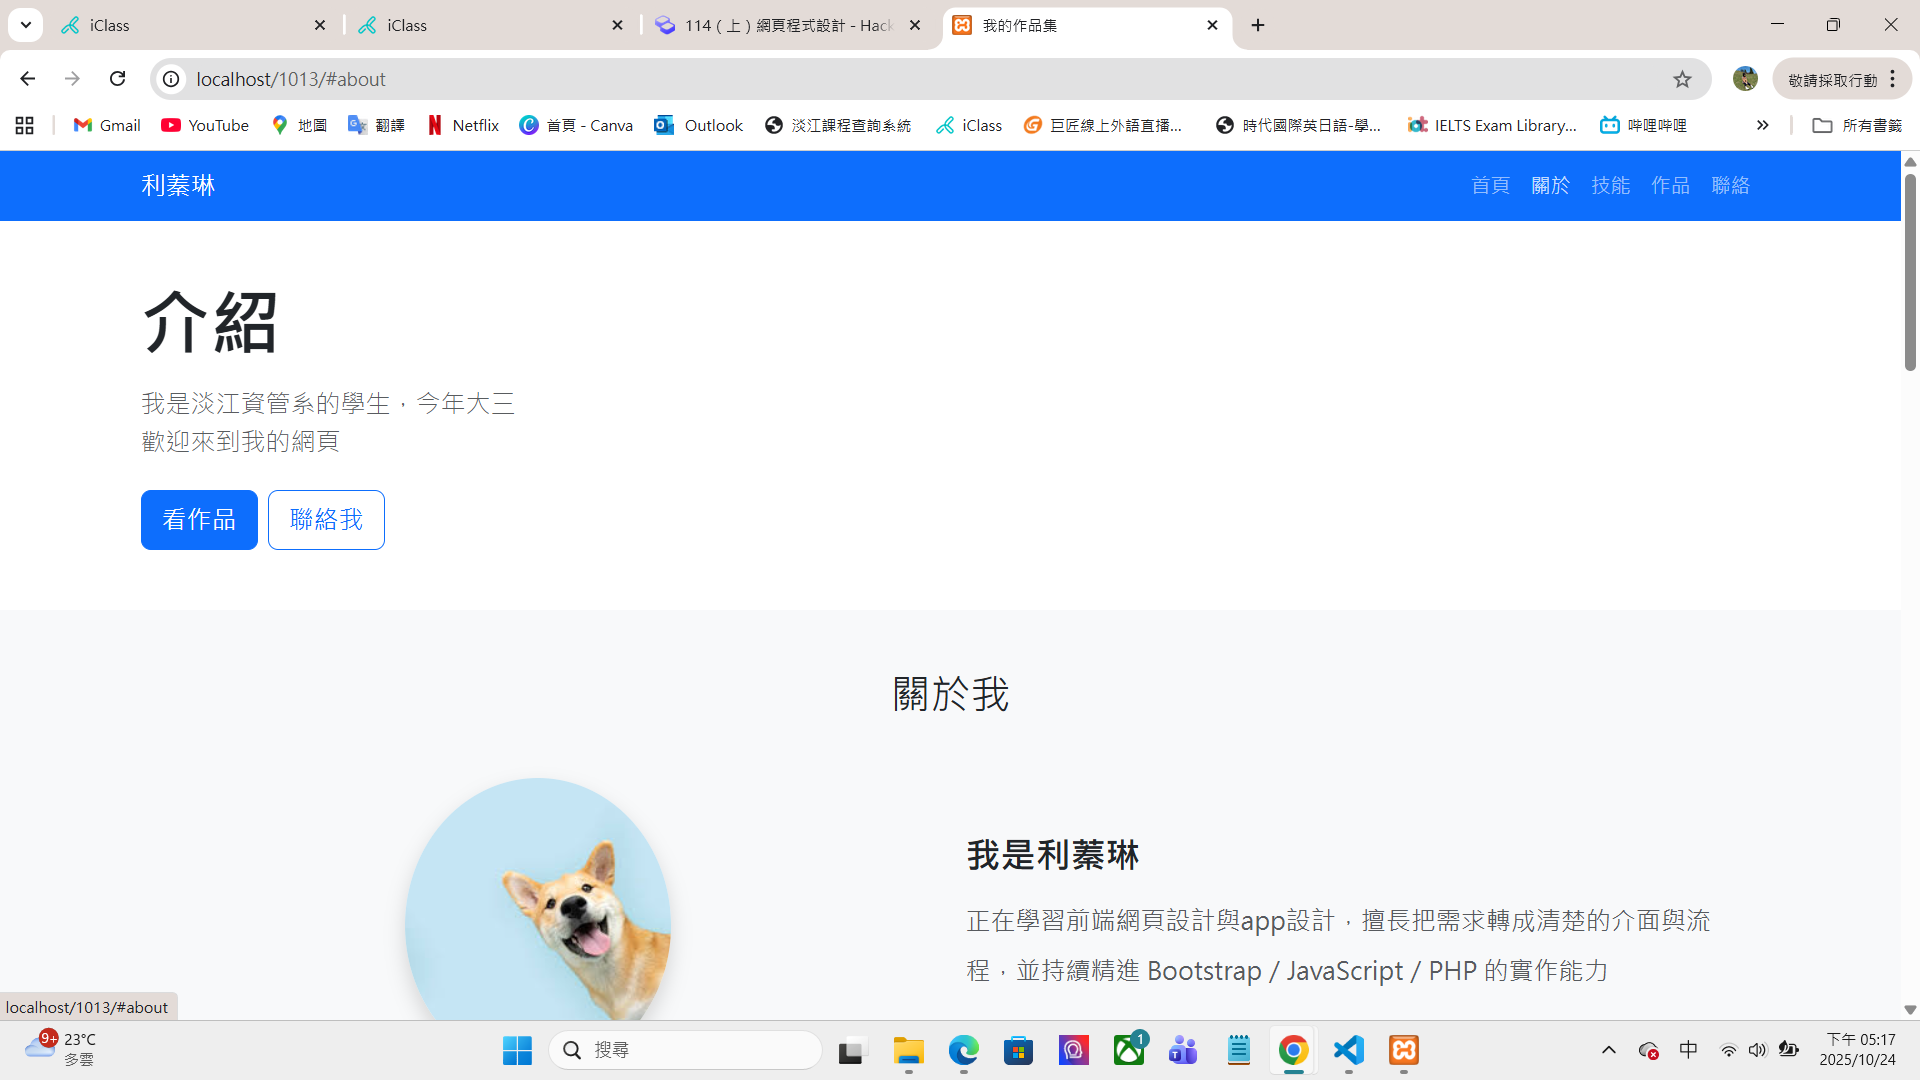 iClass
iClass
114（上）網頁程式設計 - Hack
我的作品集
localhost/1013/#about
敬請採取行動
Gmail
YouTube
地圖
翻譯
Netflix
首頁 - Canva
Outlook
淡江課程查詢系統
iClass
巨匠線上外語直播...
時代國際英日語-學...
IELTS Exam Library...
哔哩哔哩
所有書籤
利蓁琳
首頁
關於
技能
作品
聯絡
介紹
我是淡江資管系的學生，今年大三
歡迎來到我的網頁
看作品
聯絡我
關於我
我是利蓁琳
正在學習前端網頁設計與app設計，擅長把需求轉成清楚的介面與流
程，並持續精進 Bootstrap / JavaScript / PHP 的實作能力
localhost/1013/#about
9+
23°C
多雲
搜尋
1
中
下午 05:17
2025/10/24